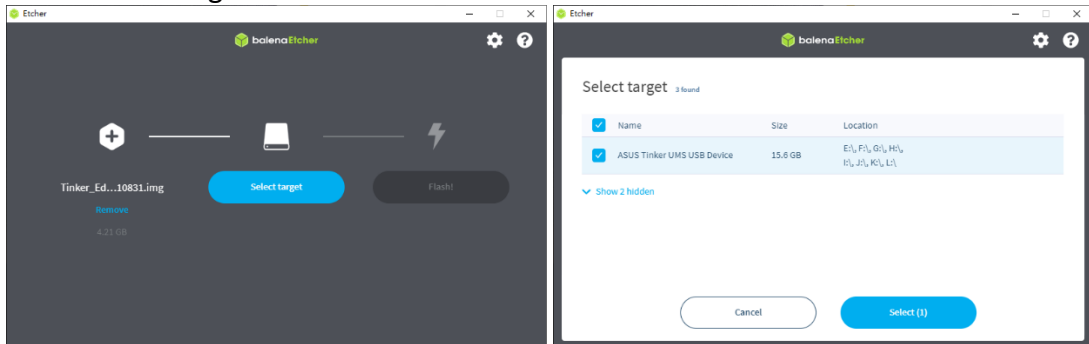 Etcher
balenaEtcher
Tinker_Ed...10831.img
Remove
4.21 GB
Select target
Flash!
Etcher
balenaEtcher
Select target 3 found
Name Size Location
ASUS Tinker UMS USB Device 15.6 GB E:\, F:\, G:\, H:\,
I:\, J:\, K:\, L:\
Show 2 hidden
Cancel
Select (1)